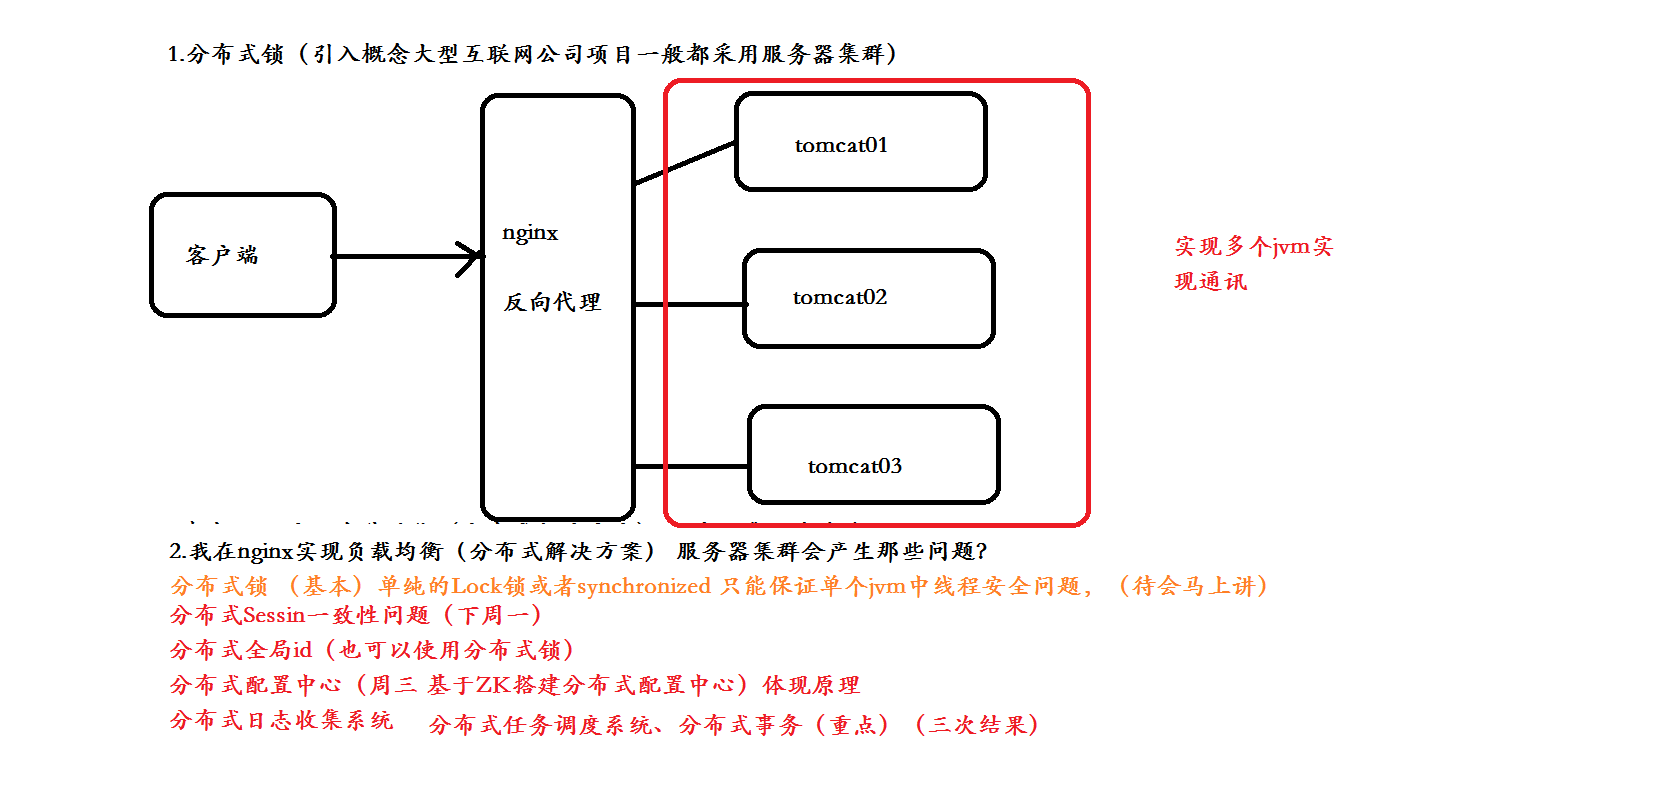 1.分布式锁（引入概念大型互联网公司项目一般都采用服务器集群）
tomcat01
nginx
客户端
实现多个jvm实
现通讯
反向代理
tomcat02
tomcat03
2.我在nginx实现负载均衡（分布式解决方案） 服务器集群会产生那些问题?
分布式锁 （基本）单纯的Lock锁或者synchronized 只能保证单个jvm中线程安全问题，（待会马上讲）
分布式Sessin一致性问题（下周一）
分布式全局id（也可以使用分布式锁）
分布式配置中心（周三 基于ZK搭建分布式配置中心）体现原理
分布式日志收集系统 分布式任务调度系统、分布式事务（重点）（三次结果）